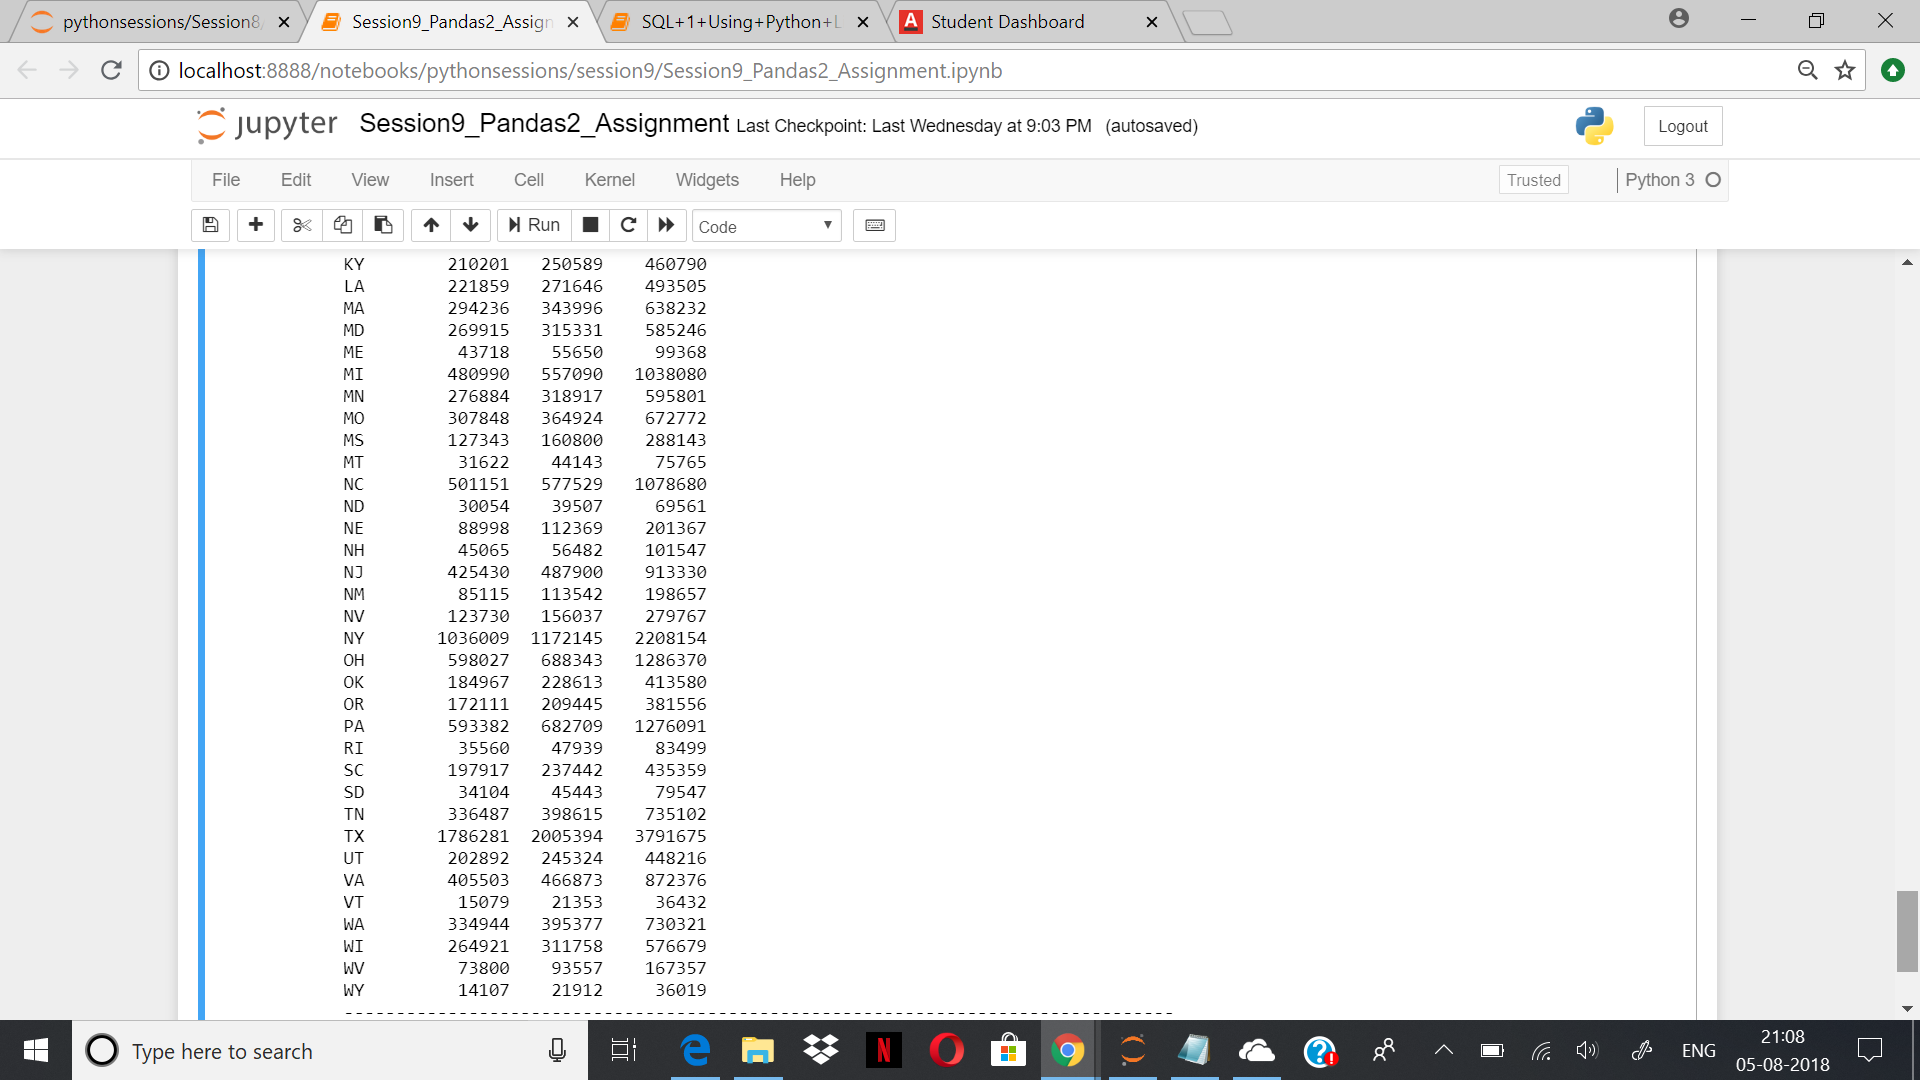 pythonsessions/Session8
Session9_Pandas2_Assign
SQL+1+Using+Python+L
A Student Dashboard
localhost:8888/notebooks/pythonsessions/session9/Session9_Pandas2_Assignment.ipynb
jupyter Session9_Pandas2_Assignment Last Checkpoint: Last Wednesday at 9:03 PM (autosaved)
Logout
File Edit View Insert Cell Kernel Widgets Help
Trusted
Python 3
Run
Code
KY 210201 250589 460790
LA 221859 271646 493505
MA 294236 343996 638232
MD 269915 315331 585246
ME 43718 55650 99368
MI 480990 557090 1038080
MN 276884 318917 595801
MO 307848 364924 672772
MS 127343 160800 288143
MT 31622 44143 75765
NC 501151 577529 1078680
ND 30054 39507 69561
NE 88998 112369 201367
NH 45065 56482 101547
NJ 425430 487900 913330
NM 85115 113542 198657
NV 123730 156037 279767
NY 1036009 1172145 2208154
OH 598027 688343 1286370
OK 184967 228613 413580
OR 172111 209445 381556
PA 593382 682709 1276091
RI 35560 47939 83499
SC 197917 237442 435359
SD 34104 45443 79547
TN 336487 398615 735102
TX 1786281 2005394 3791675
UT 202892 245324 448216
VA 405503 466873 872376
VT 15079 21353 36432
WA 334944 395377 730321
WI 264921 311758 576679
WV 73800 93557 167357
WY 14107 21912 36019
--------------------------------------------------------------------------------
Type here to search
N
ENG
21:08
05-08-2018